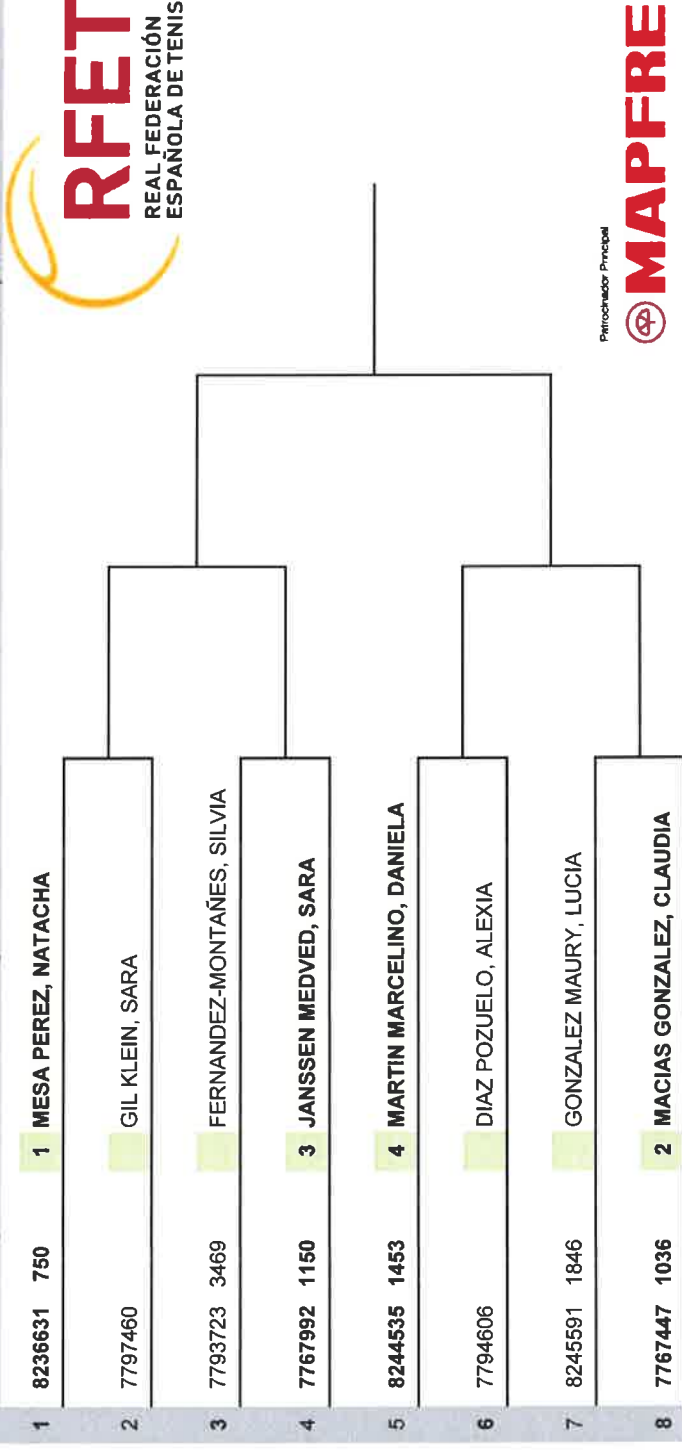 1 8236631 750 1 MESA PEREZ, NATACHA
2 7797460 GIL KLEIN, SARA
3 7793723 3469 FERNANDEZ-MONTAÑES, SILVIA
4 7767992 1150 3 JANSSEN MEDVED, SARA
5 8244535 1453 4 MARTIN MARCELINO, DANIELA
6 7794606 DIAZ POZUELO, ALEXIA
7 8245591 1846 GONZALEZ MAURY, LUCIA
8 7767447 1036 2 MACIAS GONZALEZ, CLAUDIA
RFET
REAL FEDERACIÓN
ESPAÑOLA DE TENIS
Patrocinador Principal
MAPFRE